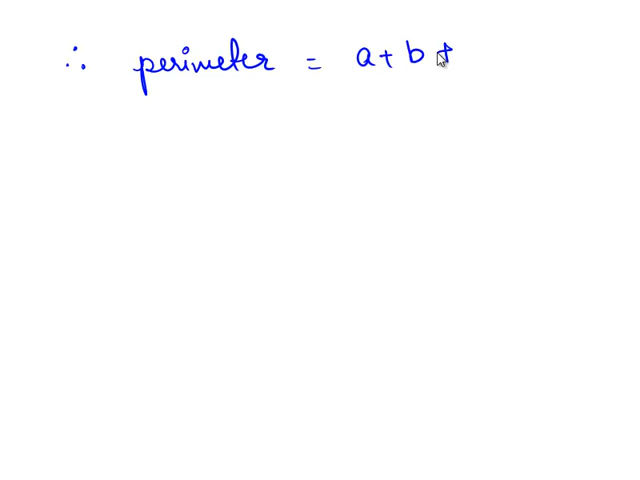 ∴ perimeter = a + b +